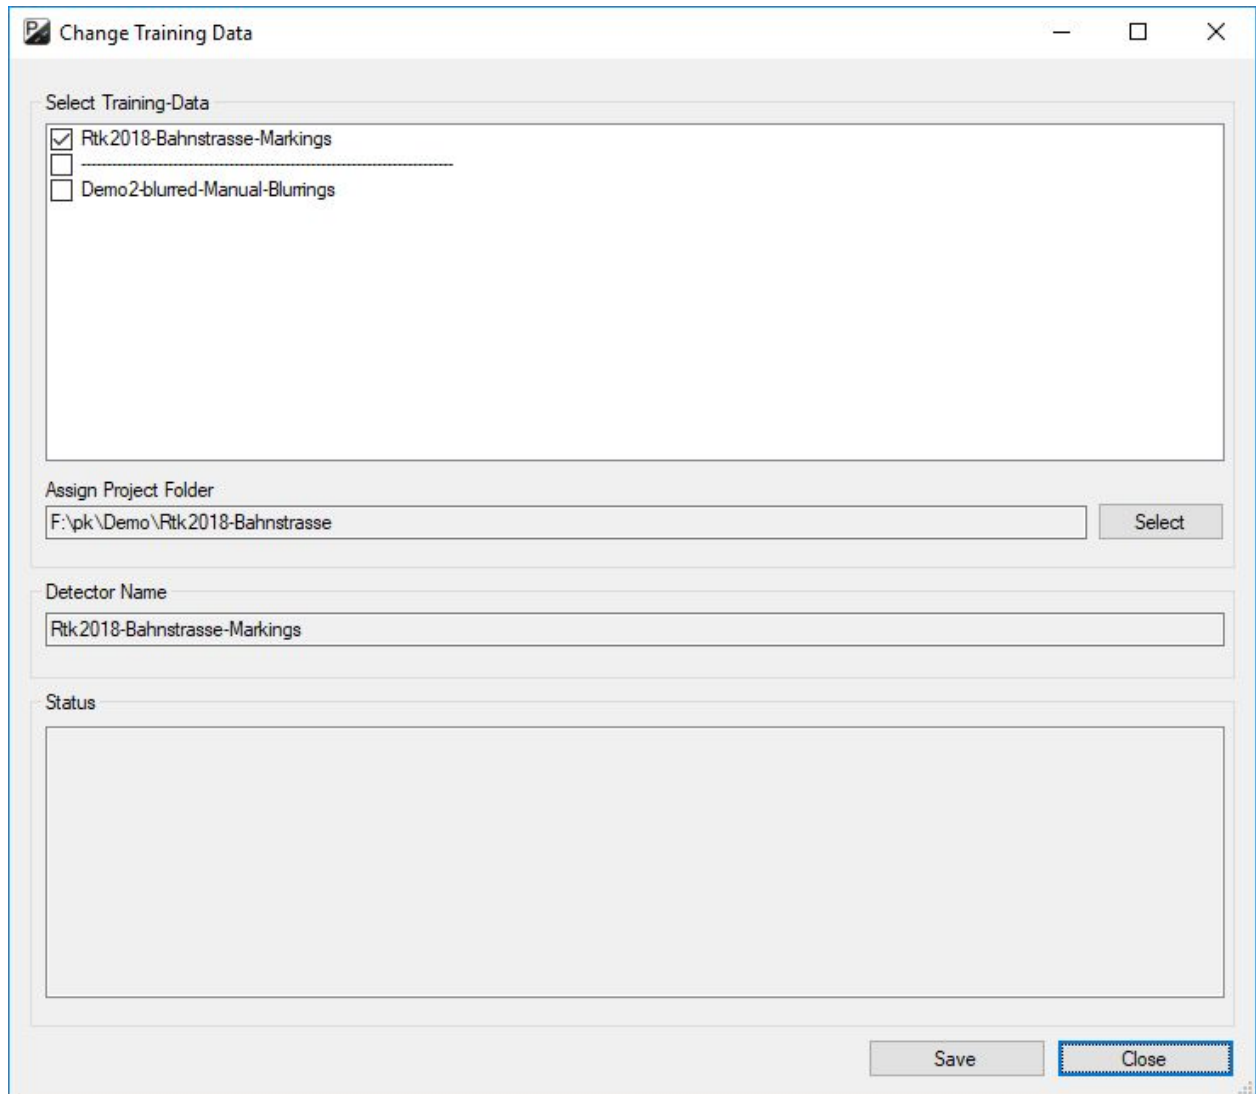 Change Training Data
Select Training-Data
Rtk2018-Bahnstrasse-Markings
--------------------------------------------------------------------------
Demo2-blurred-Manual-Blurrings
Assign Project Folder
F:\pk\Demo\Rtk2018-Bahnstrasse
Select
Detector Name
Rtk2018-Bahnstrasse-Markings
Status
Save
Close